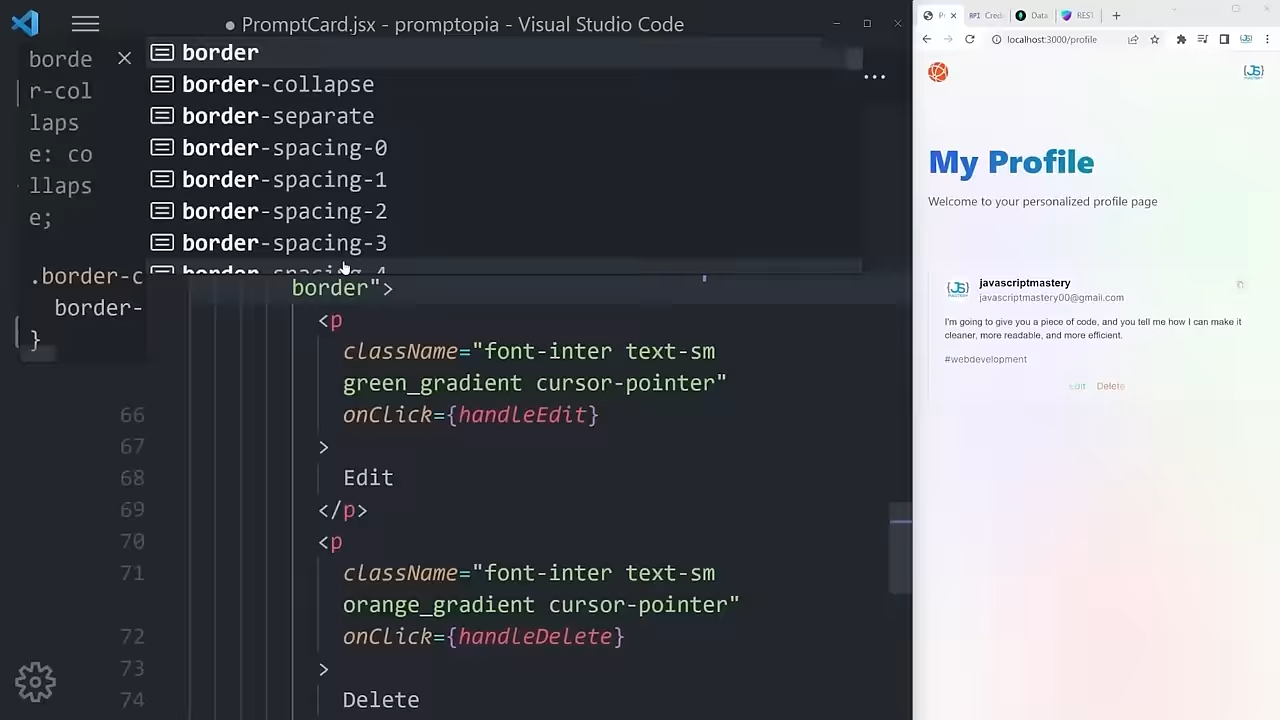 PromptCard.jsx - promptopia - Visual Studio Code
borde
r-col
laps
e: co
llaps
e;
.border-c
border-
}
border
border-collapse
border-separate
border-spacing-0
border-spacing-1
border-spacing-2
border-spacing-3
border-spacing-4
border">
<p
className="font-inter text-sm
green_gradient cursor-pointer"
66 onClick={handleEdit}
67 >
68 Edit
69 </p>
70 <p
71 className="font-inter text-sm
orange_gradient cursor-pointer"
72 onClick={handleDelete}
73 >
74 Delete
Data
REST
localhost:3000/profile
My Profile
Welcome to your personalized profile page
javascriptmastery
javascriptmastery00@gmail.com
I'm going to give you a piece of code, and you tell me how I can make it
cleaner, more readable, and more efficient.
#webdevelopment
Edit Delete